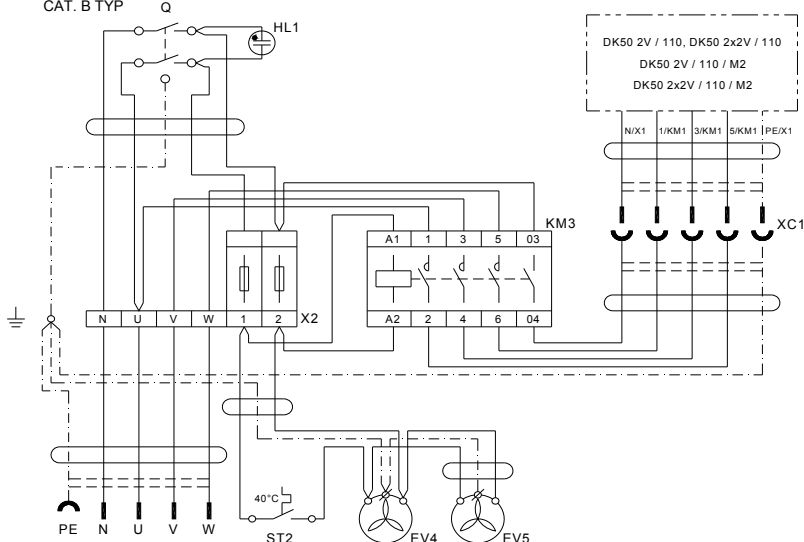 CAT. B TYP
Q
HL1
DK50 2V / 110, DK50 2x2V / 110
DK50 2V / 110 / M2
DK50 2x2V / 110 / M2
N/X1 1/KM1 3/KM1 5/KM1 PE/X1
XC1
KM3
A1 1 3 5 03
N U V W 1 2 X2
A2 2 4 6 04
40°C
PE N U V W
ST2
EV4
EV5